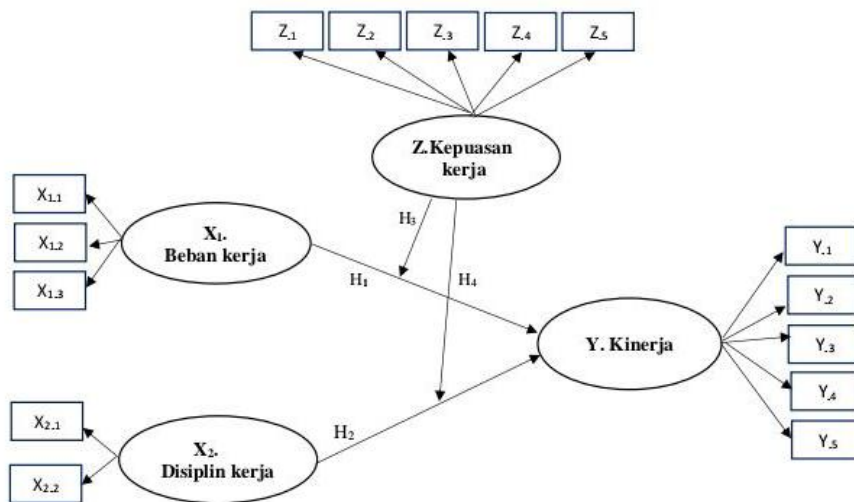 Z.1 Z.2 Z.3 Z.4 Z.5
Z.Kepuasan
kerja
X1.1
X1.2
X1.3
X1.
Beban kerja
H3
H1
H4
Y. Kinerja
Y.1
Y.2
Y.3
Y.4
Y.5
X2.1
X2.2
X2.
Disiplin kerja
H2